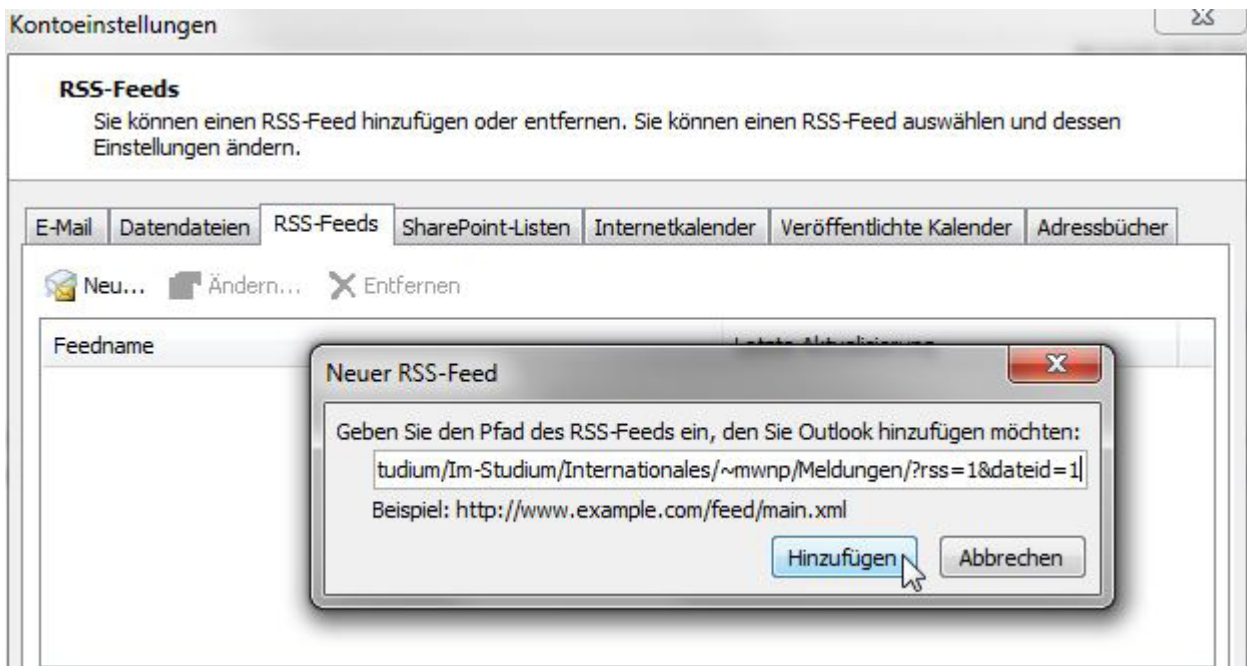 Kontoeinstellungen
RSS-Feeds
Sie können einen RSS-Feed hinzufügen oder entfernen. Sie können einen RSS-Feed auswählen und dessen
Einstellungen ändern.
E-Mail Datendateien RSS-Feeds SharePoint-Listen Internetkalender Veröffentlichte Kalender Adressbücher
Neu... Ändern... Entfernen
Feedname Letzte Aktualisierung
Neuer RSS-Feed
Geben Sie den Pfad des RSS-Feeds ein, den Sie Outlook hinzufügen möchten:
tudium/Im-Studium/Internationales/~mwnp/Meldungen/?rss=1&dateid=1
Beispiel: http://www.example.com/feed/main.xml
Hinzufügen Abbrechen